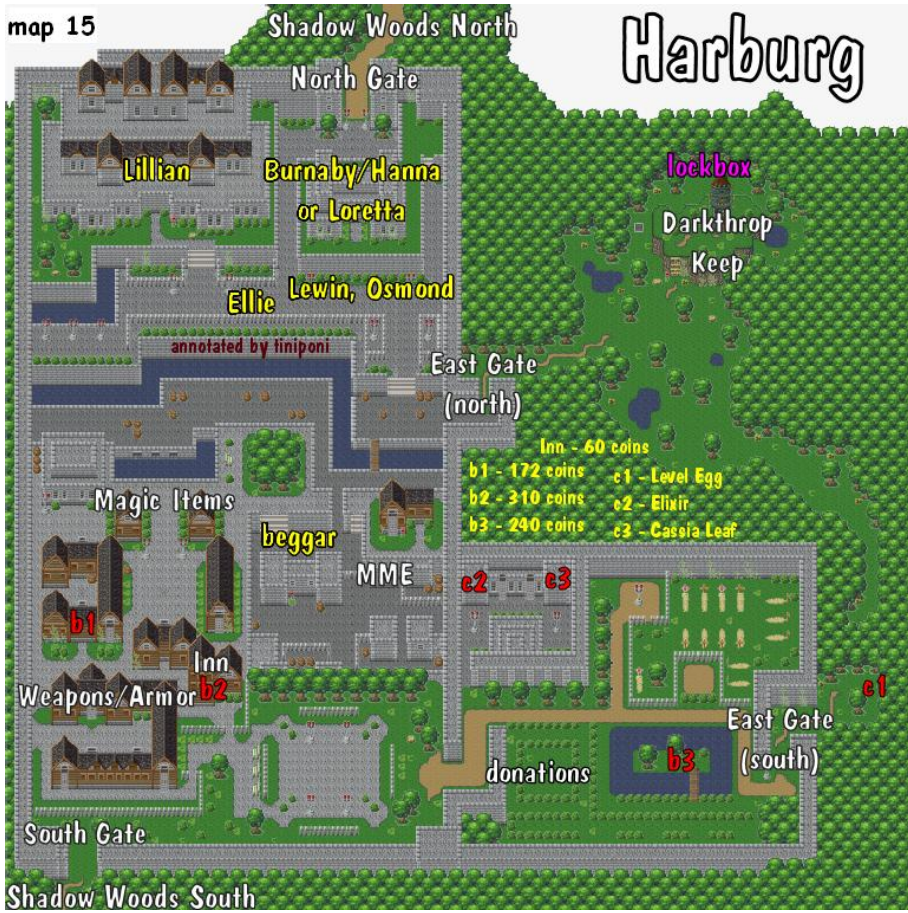 map 15
Shadow Woods North
Harburg
North Gate
Lillian
Burnaby/Hanna
or Loretta
lockbox
Darkthrop
Keep
Ellie
Lewin, Osmond
annotated by tiniponi
East Gate
(north)
Inn - 60 coins
b1 - 172 coins
c1 - Level Egg
b2 - 310 coins
c2 - Elixir
b3 - 240 coins
c3 - Cassia Leaf
Magic Items
beggar
MME
c2
c3
b1
Inn
b2
Weapons/Armor
c1
East Gate
(south)
b3
donations
South Gate
Shadow Woods South